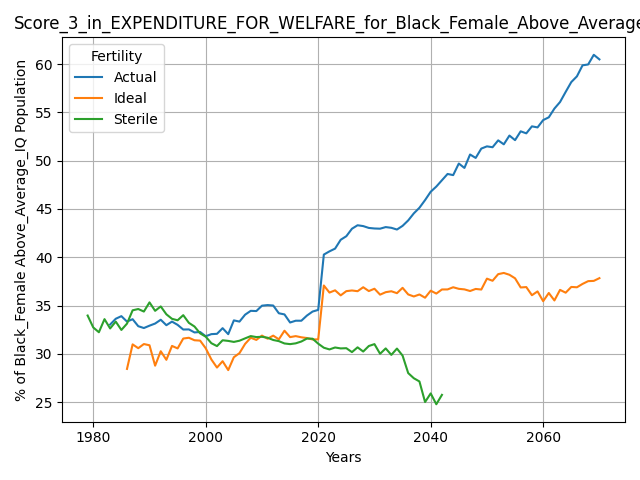 Score_3_in_EXPENDITURE_FOR_WELFARE_for_Black_Female_Above_Average
Fertility
Actual
Ideal
Sterile
% of Black_Female Above_Average_IQ Population
60
55
50
45
40
35
30
25
1980
2000
2020
2040
2060
Years